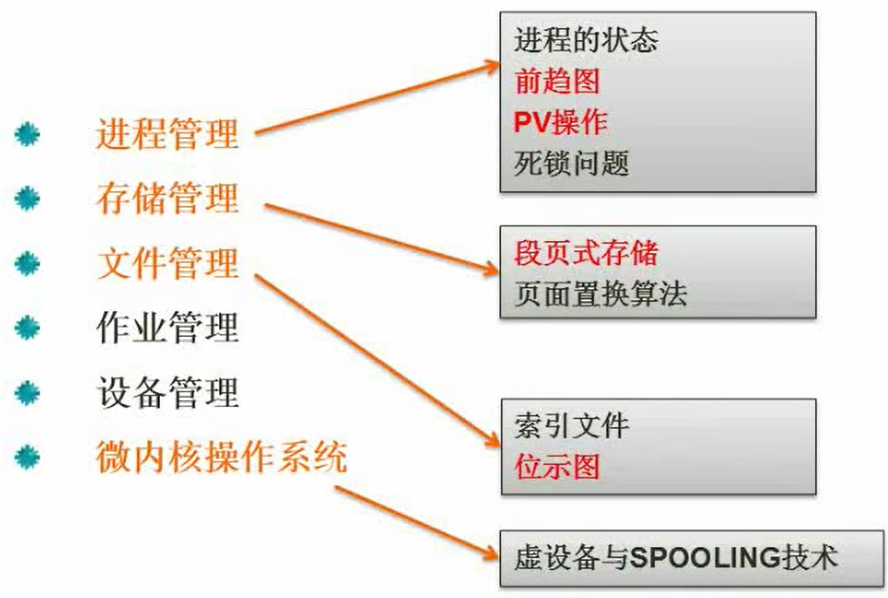 进程管理
存储管理
文件管理
作业管理
设备管理
微内核操作系统
进程的状态
前趋图
PV操作
死锁问题
段页式存储
页面置换算法
索引文件
位示图
虚设备与SPOOLING技术